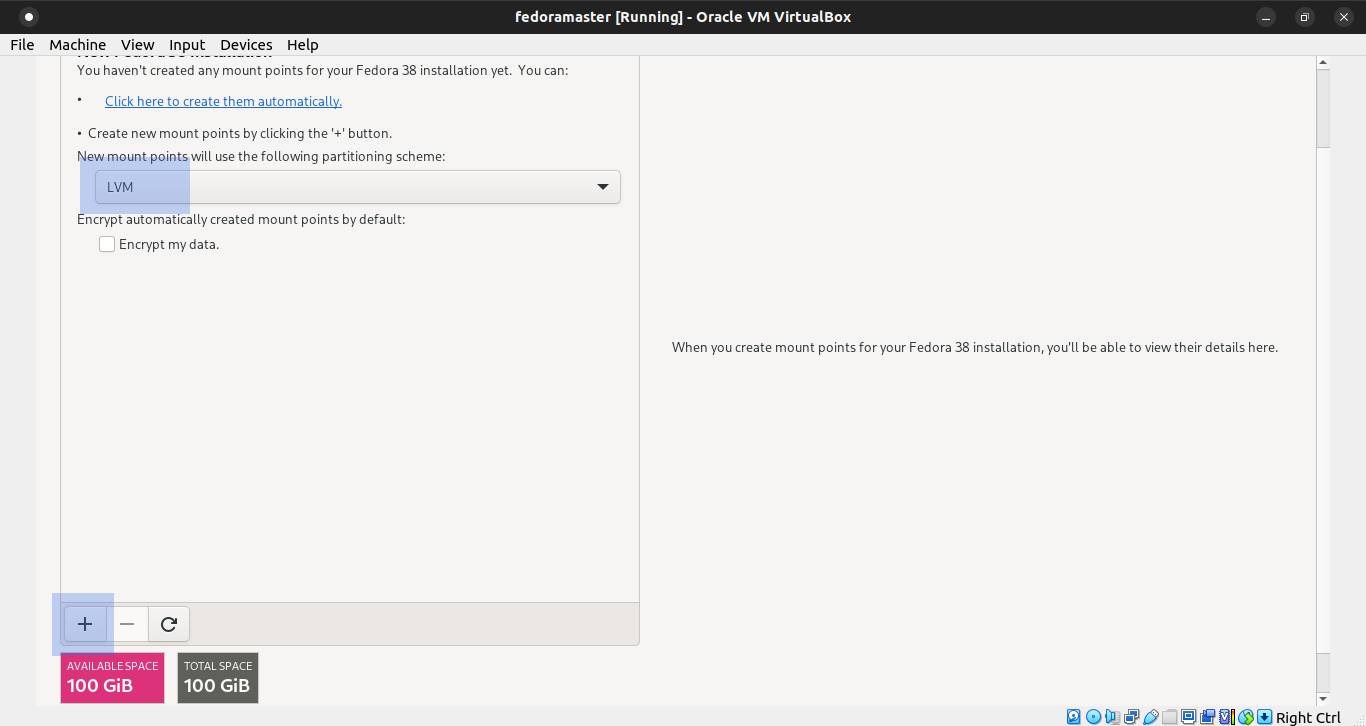 fedoramaster [Running] - Oracle VM VirtualBox
File Machine View Input Devices Help
New Fedora 38 Installation
You haven't created any mount points for your Fedora 38 installation yet. You can:
• Click here to create them automatically.
• Create new mount points by clicking the '+' button.
New mount points will use the following partitioning scheme:
LVM
Encrypt automatically created mount points by default:
Encrypt my data.
When you create mount points for your Fedora 38 installation, you'll be able to view their details here.
AVAILABLE SPACE
100 GiB
TOTAL SPACE
100 GiB
Right Ctrl